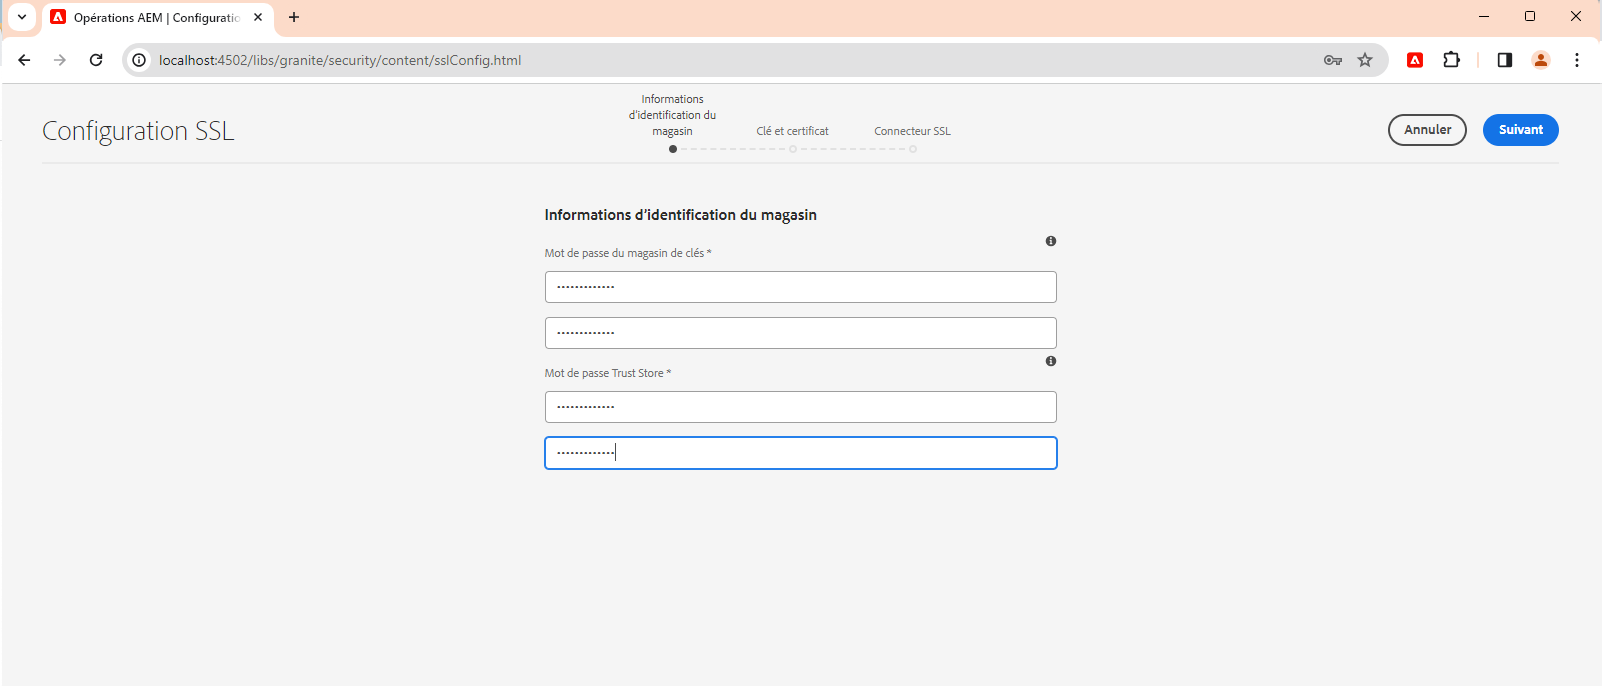 Opérations AEM | Configuratio
localhost:4502/libs/granite/security/content/sslConfig.html
Configuration SSL
Informations
d'identification du
magasin
Clé et certificat
Connecteur SSL
Annuler
Suivant
Informations d'identification du magasin
Mot de passe du magasin de clés *
•••••••••••••
•••••••••••••
Mot de passe Trust Store *
•••••••••••••
•••••••••••••